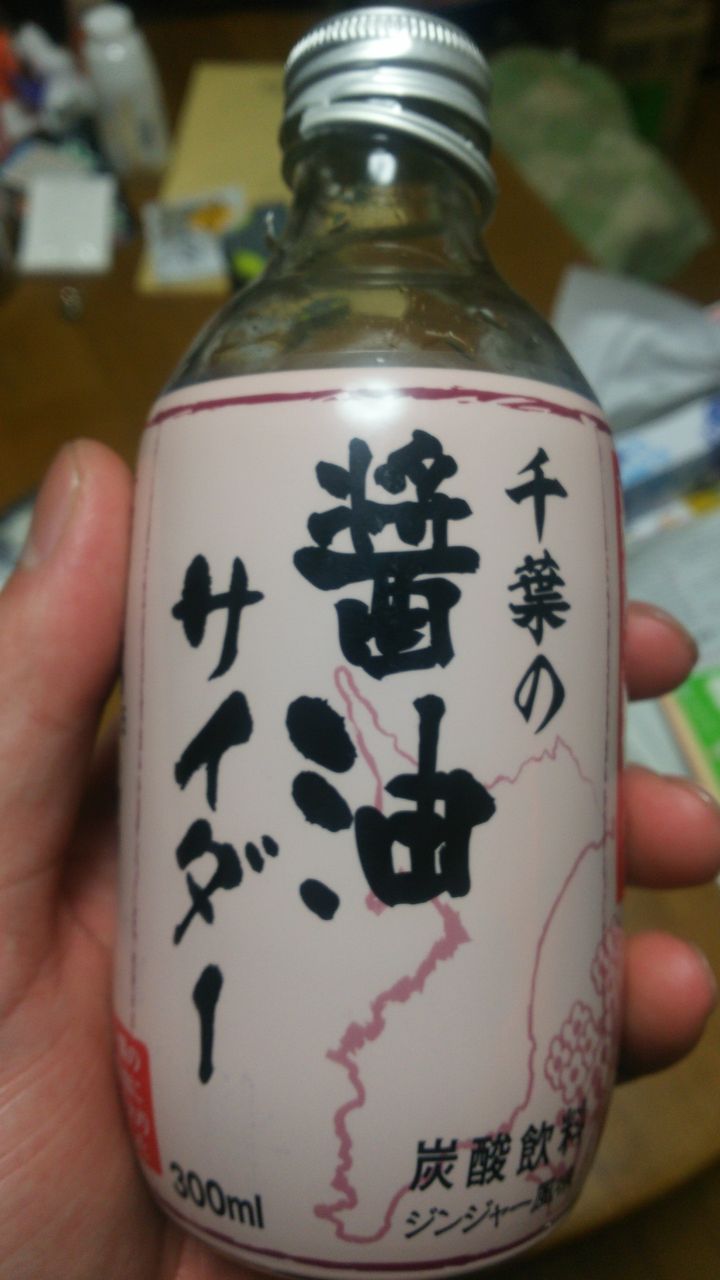 千葉の
醤油
サイダー
炭酸飲料
ジンジャー風味
300ml